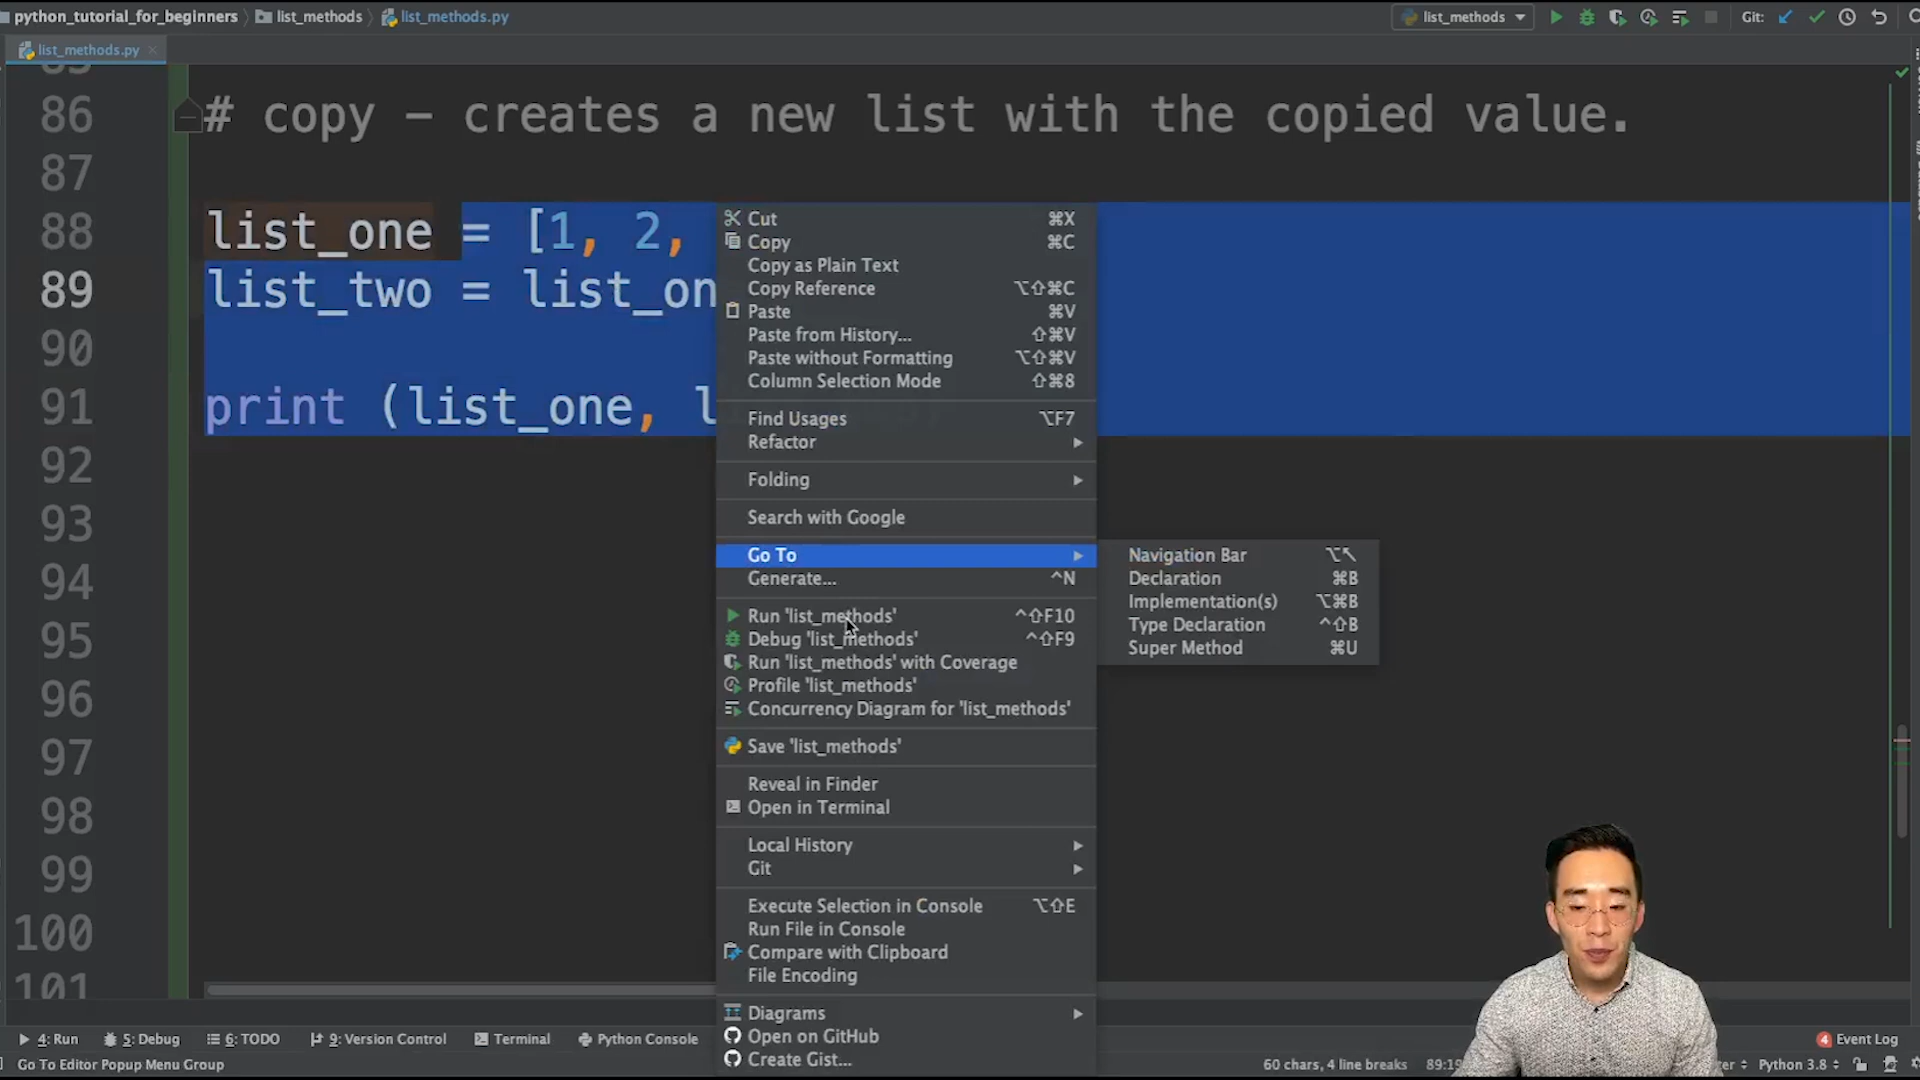 python_tutorial_for_beginners list_methods list_methods.py
list_methods Git:
list_methods.py
86 # copy - creates a new list with the copied value.
87
88 list_one = [1, 2,
89 list_two = list_on
90
91 print (list_one, l
92
93
94
95
96
97
98
99
100
101
Cut ⌘X
Copy ⌘C
Copy as Plain Text
Copy Reference ⌥⇧⌘C
Paste ⌘V
Paste from History... ⇧⌘V
Paste without Formatting ⌥⇧⌘V
Column Selection Mode ⇧⌘8
Find Usages ⌥F7
Refactor
Folding
Search with Google
Go To
Generate... ^N
Run 'list_methods' ^⇧F10
Debug 'list_methods' ^⇧F9
Run 'list_methods' with Coverage
Profile 'list_methods'
Concurrency Diagram for 'list_methods'
Save 'list_methods'
Reveal in Finder
Open in Terminal
Local History
Git
Execute Selection in Console ⌥⇧E
Run File in Console
Compare with Clipboard
File Encoding
Diagrams
Open on GitHub
Create Gist...
Navigation Bar ⌥↖
Declaration ⌘B
Implementation(s) ⌥⌘B
Type Declaration ^⇧B
Super Method ⌘U
4: Run 5: Debug 6: TODO 9: Version Control Terminal Python Console 4 Event Log
Go To Editor Popup Menu Group 60 chars, 4 line breaks Python 3.8